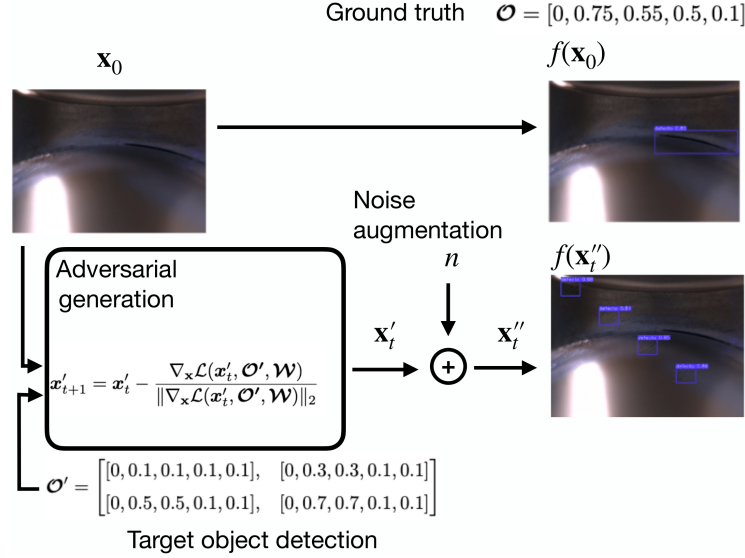 Ground truth 𝓞 = [0, 0.75, 0.55, 0.5, 0.1]
x₀
f(x₀)
Noise
augmentation
n
f(x″ₜ)
Adversarial
generation
x′ₜ₊₁ = x′ₜ − ∇ₓℒ(x′ₜ, 𝓞′, 𝓦) / ‖∇ₓℒ(x′ₜ, 𝓞′, 𝓦)‖₂
x′ₜ
+
x″ₜ
𝓞′ = [[0, 0.1, 0.1, 0.1, 0.1], [0, 0.3, 0.3, 0.1, 0.1]
[0, 0.5, 0.5, 0.1, 0.1], [0, 0.7, 0.7, 0.1, 0.1]]
Target object detection